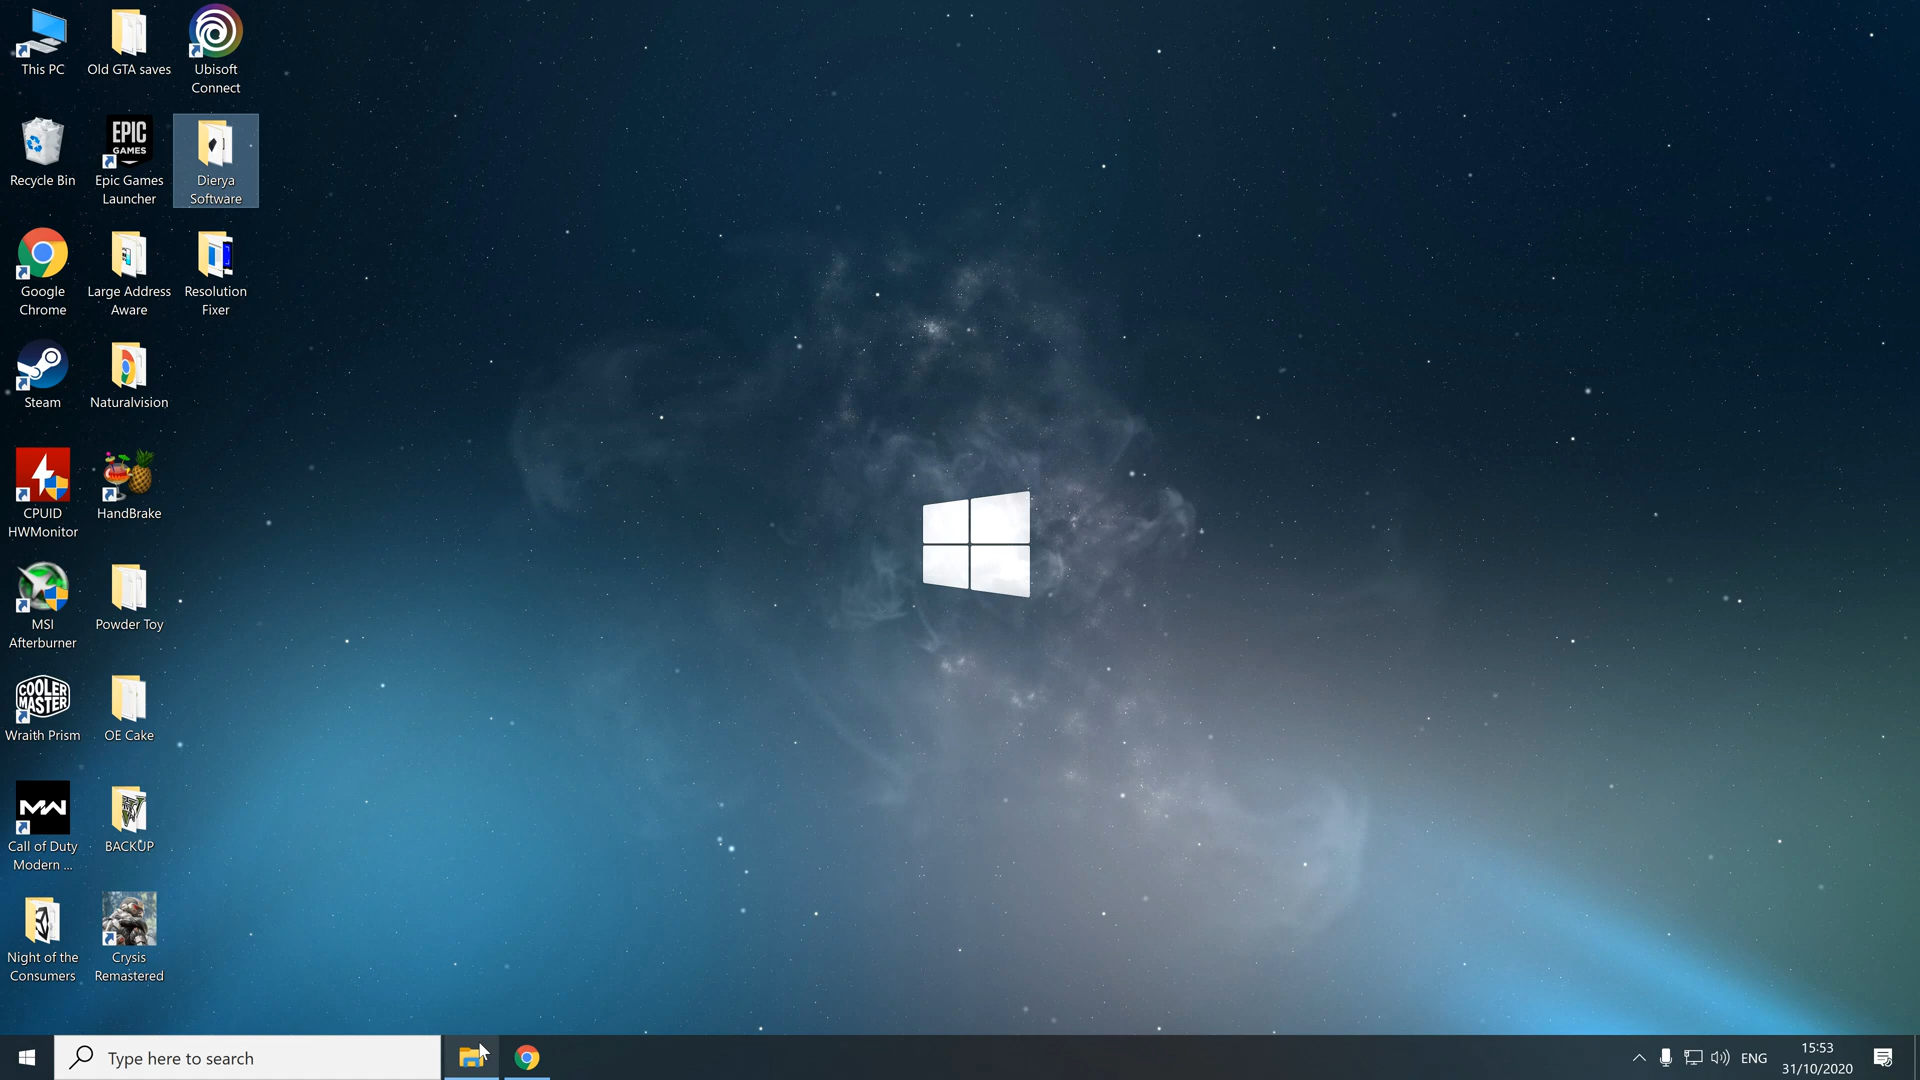 This PC
Old GTA saves
Ubisoft
Connect
Recycle Bin
EPIC
GAMES
Epic Games
Launcher
Dierya
Software
Google
Chrome
Large Address
Aware
Resolution
Fixer
Steam
Naturalvision
CPUID
HWMonitor
HandBrake
MSI
Afterburner
Powder Toy
COOLER
MASTER
Wraith Prism
OE Cake
MW
Call of Duty
Modern ...
V
BACKUP
Night of the
Consumers
Crysis
Remastered
Type here to search
ENG
15:53
31/10/2020